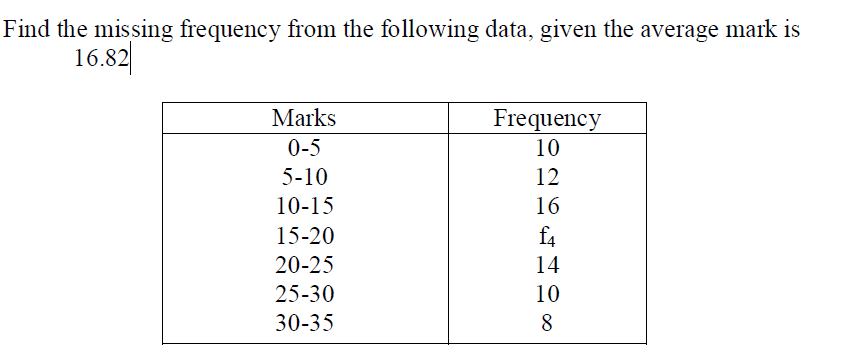 Find the missing frequency from the following data, given the average mark is
16.82
Marks Frequency
0-5 10
5-10 12
10-15 16
15-20 f₄
20-25 14
25-30 10
30-35 8